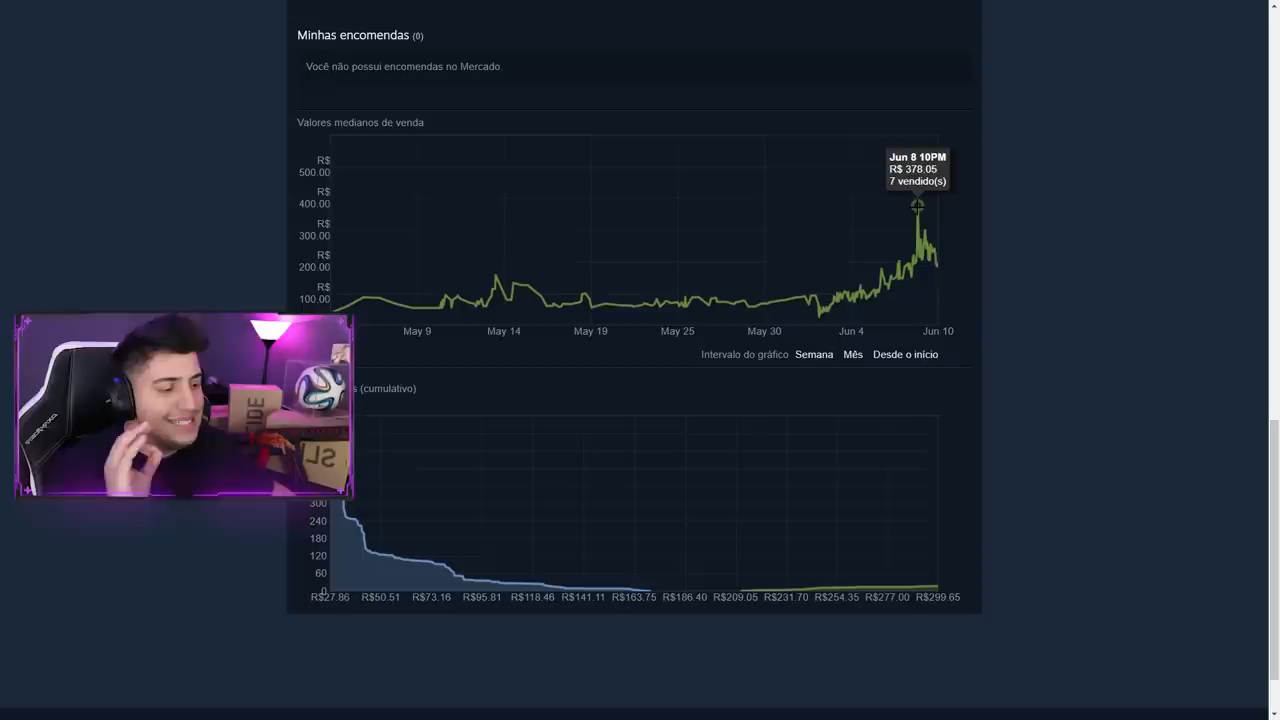 Minhas encomendas (0)
Você não possui encomendas no Mercado.
Valores medianos de venda
R$ 500.00
R$ 400.00
R$ 300.00
R$ 200.00
R$ 100.00
Jun 8 10PM
R$ 378.05
7 vendido(s)
May 9 May 14 May 19 May 25 May 30 Jun 4 Jun 10
Intervalo do gráfico Semana Mês Desde o início
(cumulativo)
300
240
180
120
60
0
R$27.86 R$50.51 R$73.16 R$95.81 R$118.46 R$141.11 R$163.75 R$186.40 R$209.05 R$231.70 R$254.35 R$277.00 R$299.65